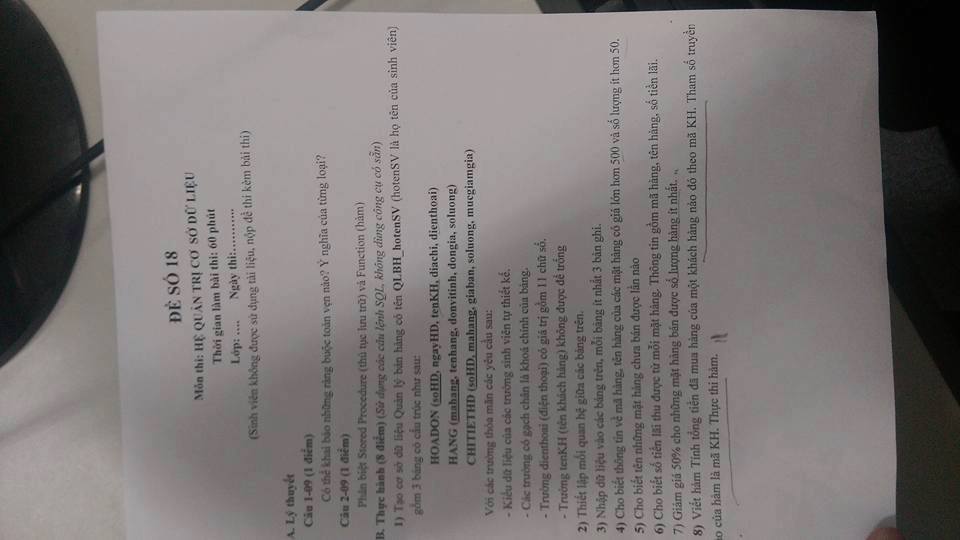 ĐỀ SỐ 18
Môn thi: HỆ QUẢN TRỊ CƠ SỞ DỮ LIỆU
Thời gian làm bài thi: 60 phút
Lớp: .... Ngày thi:...........
(Sinh viên không được sử dụng tài liệu, nộp đề thi kèm bài thi)
A. Lý thuyết
Câu 1-09 (1 điểm)
Có thể khai báo những ràng buộc toàn vẹn nào? Ý nghĩa của từng loại?
Câu 2-09 (1 điểm)
Phân biệt Stored Procedure (thủ tục lưu trữ) và Function (hàm)
B. Thực hành (8 điểm) (Sử dụng các câu lệnh SQL, không dùng công cụ có sẵn)
1) Tạo cơ sở dữ liệu Quản lý bán hàng có tên QLBH_hotenSV (hotenSV là họ tên của sinh viên)
gồm 3 bảng có cấu trúc như sau:
HOADON (soHD, ngayHD, tenKH, diachi, dienthoai)
HANG (mahang, tenhang, donvitinh, dongia, soluong)
CHITIETHD (soHD, mahang, giaban, soluong, mucgiamgia)
Với các trường thỏa mãn các yêu cầu sau:
- Kiểu dữ liệu của các trường sinh viên tự thiết kế.
- Các trường có gạch chân là khoá chính của bảng.
- Trường dienthoai (điện thoại) có giá trị gồm 11 chữ số.
- Trường tenKH (tên khách hàng) không được để trống
2) Thiết lập mối quan hệ giữa các bảng trên.
3) Nhập dữ liệu vào các bảng trên, mỗi bảng ít nhất 3 bản ghi.
4) Cho biết thông tin về mã hàng, tên hàng của các mặt hàng có giá lớn hơn 500 và số lượng ít hơn 50.
5) Cho biết tên những mặt hàng chưa bán được lần nào
6) Cho biết số tiền lãi thu được từ mỗi mặt hàng. Thông tin gồm mã hàng, tên hàng, số tiền lãi.
7) Giảm giá 50% cho những mặt hàng bán được số lượng hàng ít nhất.
8) Viết hàm Tính tổng tiền đã mua hàng của một khách hàng nào đó theo mã KH. Tham số truyền
ào của hàm là mã KH. Thực thi hàm.